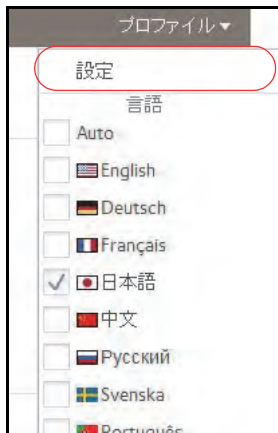 プロファイル▼
設定
言語
Auto
English
Deutsch
Français
日本語
中文
Русский
Svenska
Português